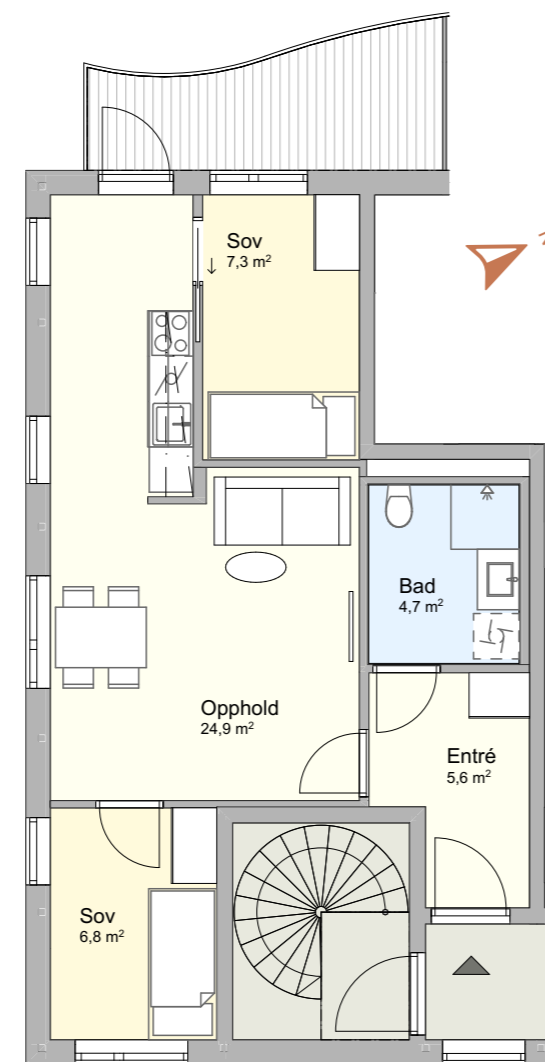 Sov
7,3 m²
Bad
4,7 m²
Opphold
24,9 m²
Entré
5,6 m²
Sov
6,8 m²